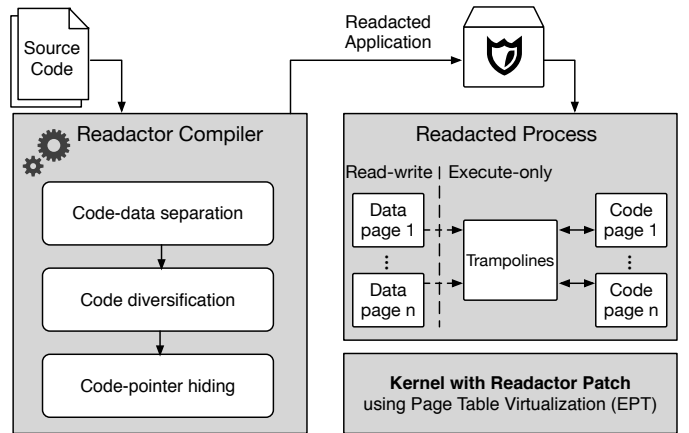 Source
Code
Readacted
Application
Readactor Compiler
Code-data separation
Code diversification
Code-pointer hiding
Readacted Process
Read-write
Execute-only
Data
page 1
Data
page n
Trampolines
Code
page 1
Code
page n
Kernel with Readactor Patch
using Page Table Virtualization (EPT)